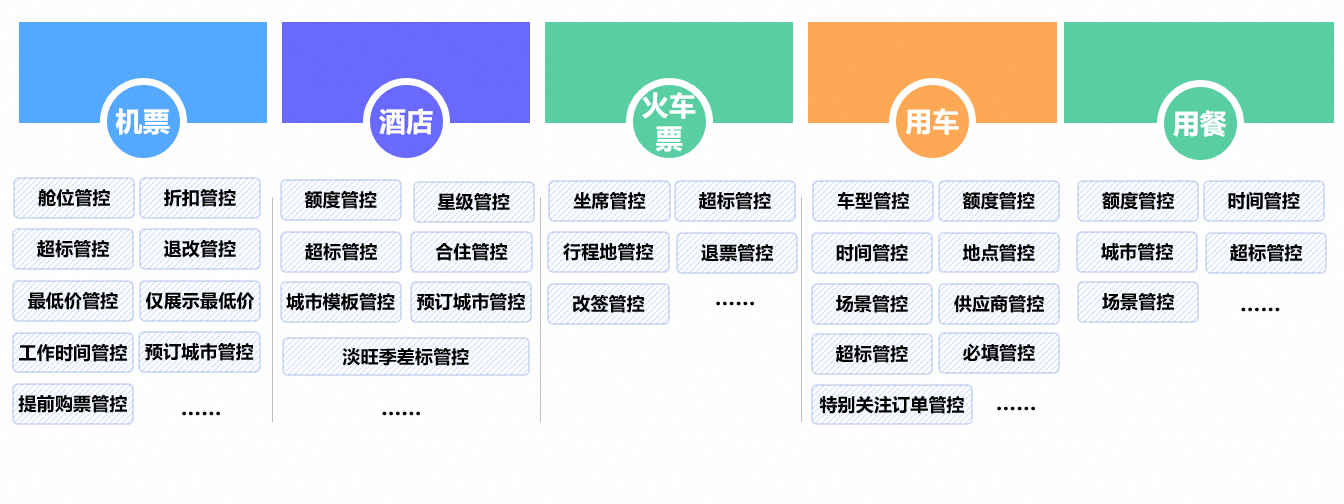 机票
舱位管控
折扣管控
超标管控
退改管控
最低价管控
仅展示最低价
工作时间管控
预订城市管控
提前购票管控
……
酒店
额度管控
星级管控
超标管控
合住管控
城市模板管控
预订城市管控
淡旺季差标管控
……
火车
票
坐席管控
超标管控
行程地管控
退票管控
改签管控
……
用车
车型管控
额度管控
时间管控
地点管控
场景管控
供应商管控
超标管控
必填管控
特别关注订单管控
……
用餐
额度管控
时间管控
城市管控
超标管控
场景管控
……